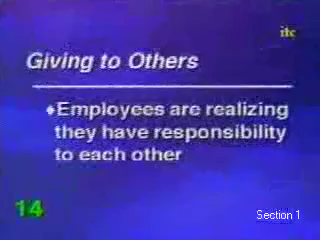 itc
Giving to Others
Employees are realizing
they have responsibility
to each other
14
Section 1